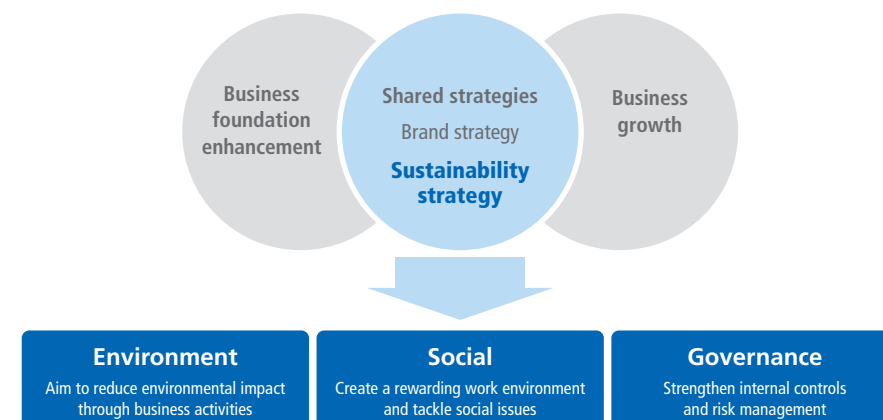 Business
foundation
enhancement
Shared strategies
Brand strategy
Sustainability
strategy
Business
growth
Environment
Aim to reduce environmental impact
through business activities
Social
Create a rewarding work environment
and tackle social issues
Governance
Strengthen internal controls
and risk management